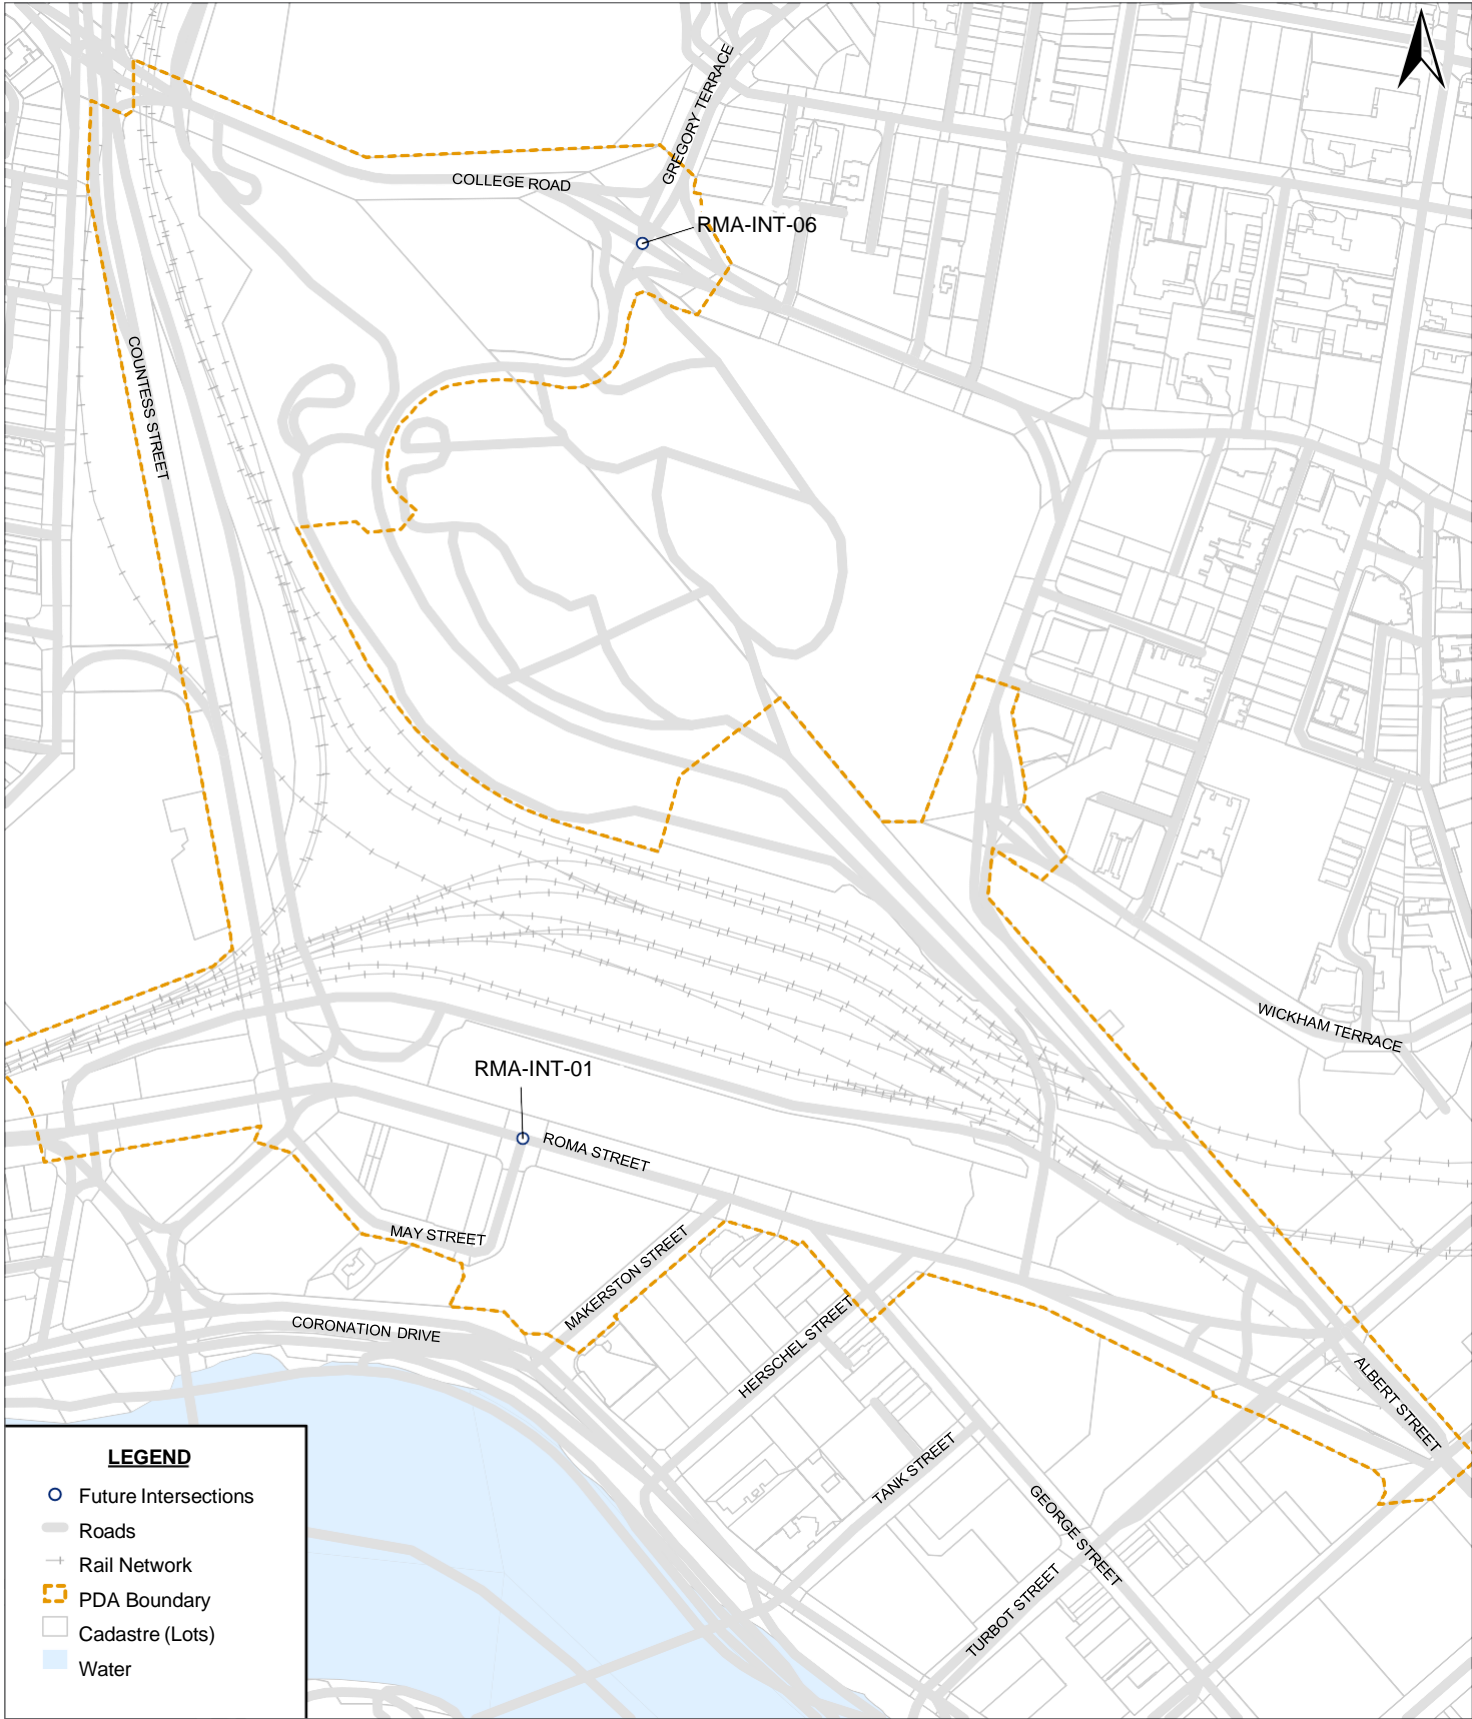 GREGORY TERRACE
COLLEGE ROAD
RMA-INT-06
COUNTESS STREET
WICKHAM TERRACE
RMA-INT-01
ROMA STREET
MAY STREET
MAKERSTON STREET
CORONATION DRIVE
HERSCHEL STREET
ALBERT STREET
TANK STREET
GEORGE STREET
TURBOT STREET
LEGEND
Future Intersections
Roads
Rail Network
PDA Boundary
Cadastre (Lots)
Water